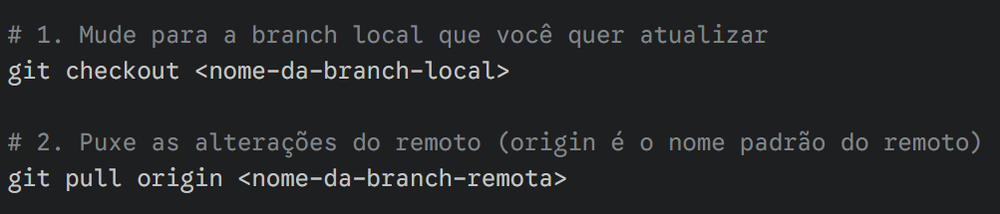 # 1. Mude para a branch local que você quer atualizar
git checkout <nome-da-branch-local>
# 2. Puxe as alterações do remoto (origin é o nome padrão do remoto)
git pull origin <nome-da-branch-remota>